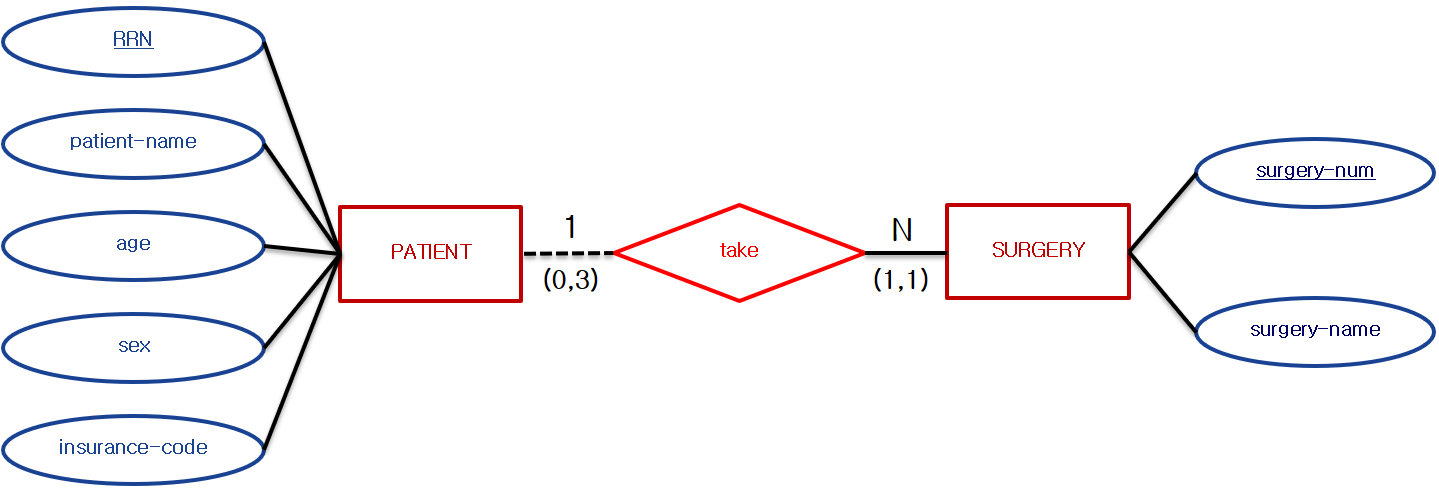 RRN
patient-name
age
sex
insurance-code
PATIENT
1
(0,3)
take
N
(1,1)
SURGERY
surgery-num
surgery-name